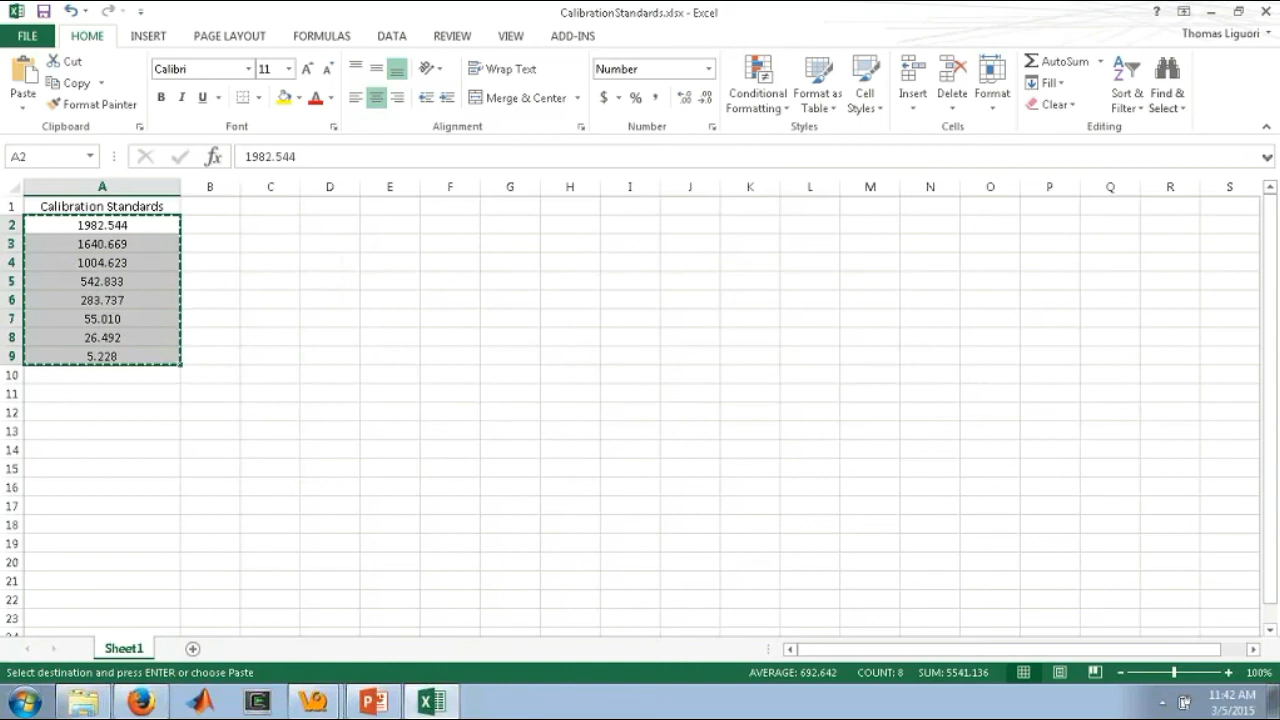 CalibrationStandards.xlsx - Excel
?
FILE HOME INSERT PAGE LAYOUT FORMULAS DATA REVIEW VIEW ADD-INS
Thomas Liguori
Paste
Cut
Copy
Format Painter
Clipboard
Calibri 11
B I U
Font
Wrap Text
Merge & Center
Alignment
Number
$ % ,
Number
Conditional Formatting
Format as Table
Cell Styles
Styles
Insert Delete Format
Cells
AutoSum
Fill
Clear
Sort & Filter
Find & Select
Editing
A2 fx 1982.544
A B C D E F G H I J K L M N O P Q R S
1 Calibration Standards
2 1982.544
3 1640.669
4 1004.623
5 542.833
6 283.737
7 55.010
8 26.492
9 5.228
10
11
12
13
14
15
16
17
18
19
20
21
22
23
Sheet1
Select destination and press ENTER or choose Paste AVERAGE: 692.642 COUNT: 8 SUM: 5541.136 100%
11:42 AM
3/5/2015